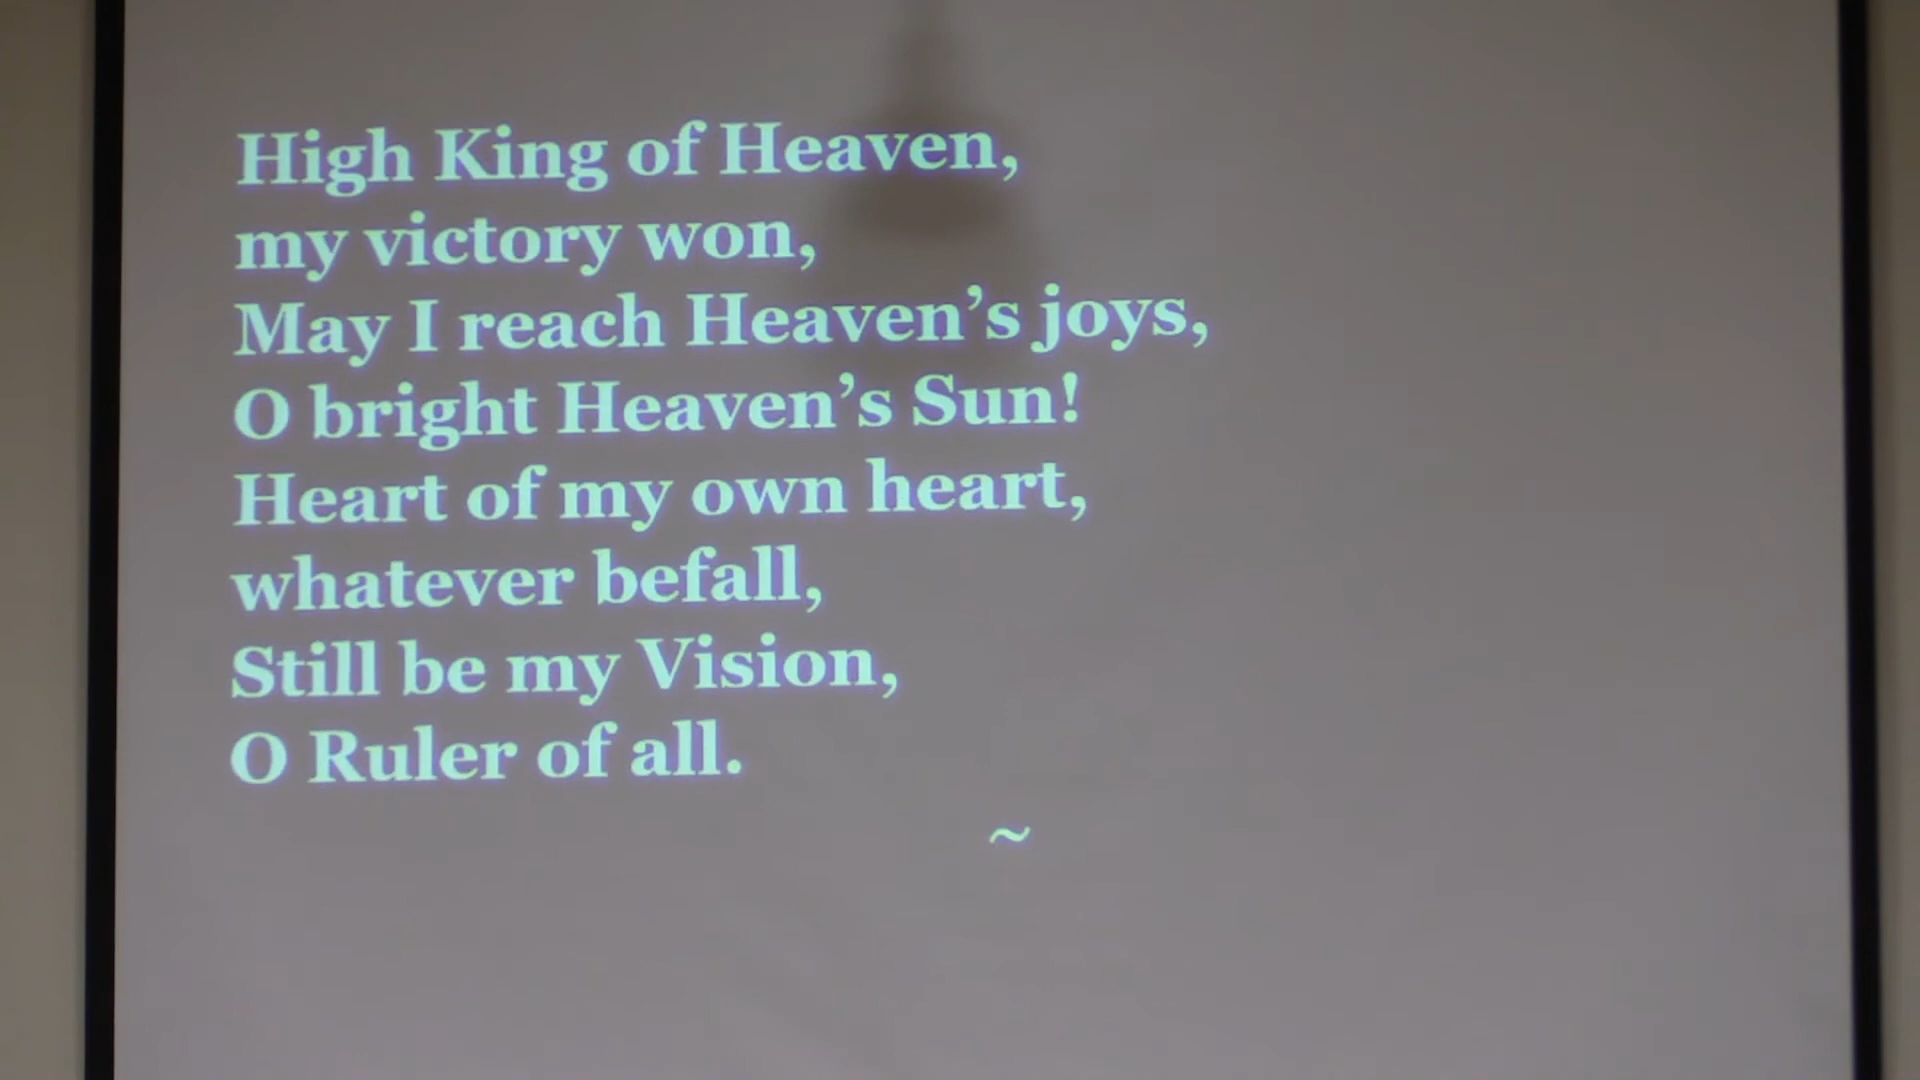 High King of Heaven,
my victory won,
May I reach Heaven’s joys,
O bright Heaven’s Sun!
Heart of my own heart,
whatever befall,
Still be my Vision,
O Ruler of all.
~